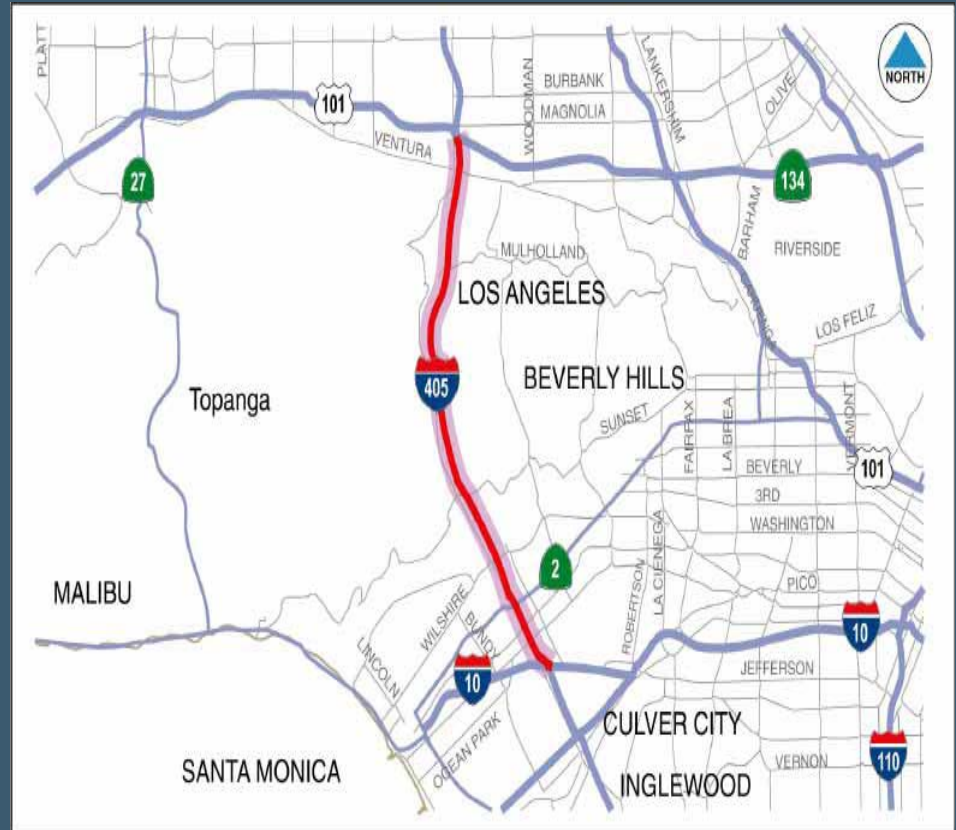 PLATT
101
WOODMAN
BURBANK
MAGNOLIA
LANKERSHIM
OLIVE
NORTH
VENTURA
27
134
BARHAM
RIVERSIDE
MULHOLLAND
LOS ANGELES
CAHUENGA
LOS FELIZ
405
BEVERLY HILLS
Topanga
SUNSET
FAIRFAX
LA BREA
VERMONT
BEVERLY
101
3RD
WASHINGTON
LA CIENEGA
2
PICO
MALIBU
WILSHIRE
BUNDY
ROBERTSON
10
LINCOLN
10
JEFFERSON
CULVER CITY
OCEAN PARK
VERNON
110
SANTA MONICA
INGLEWOOD